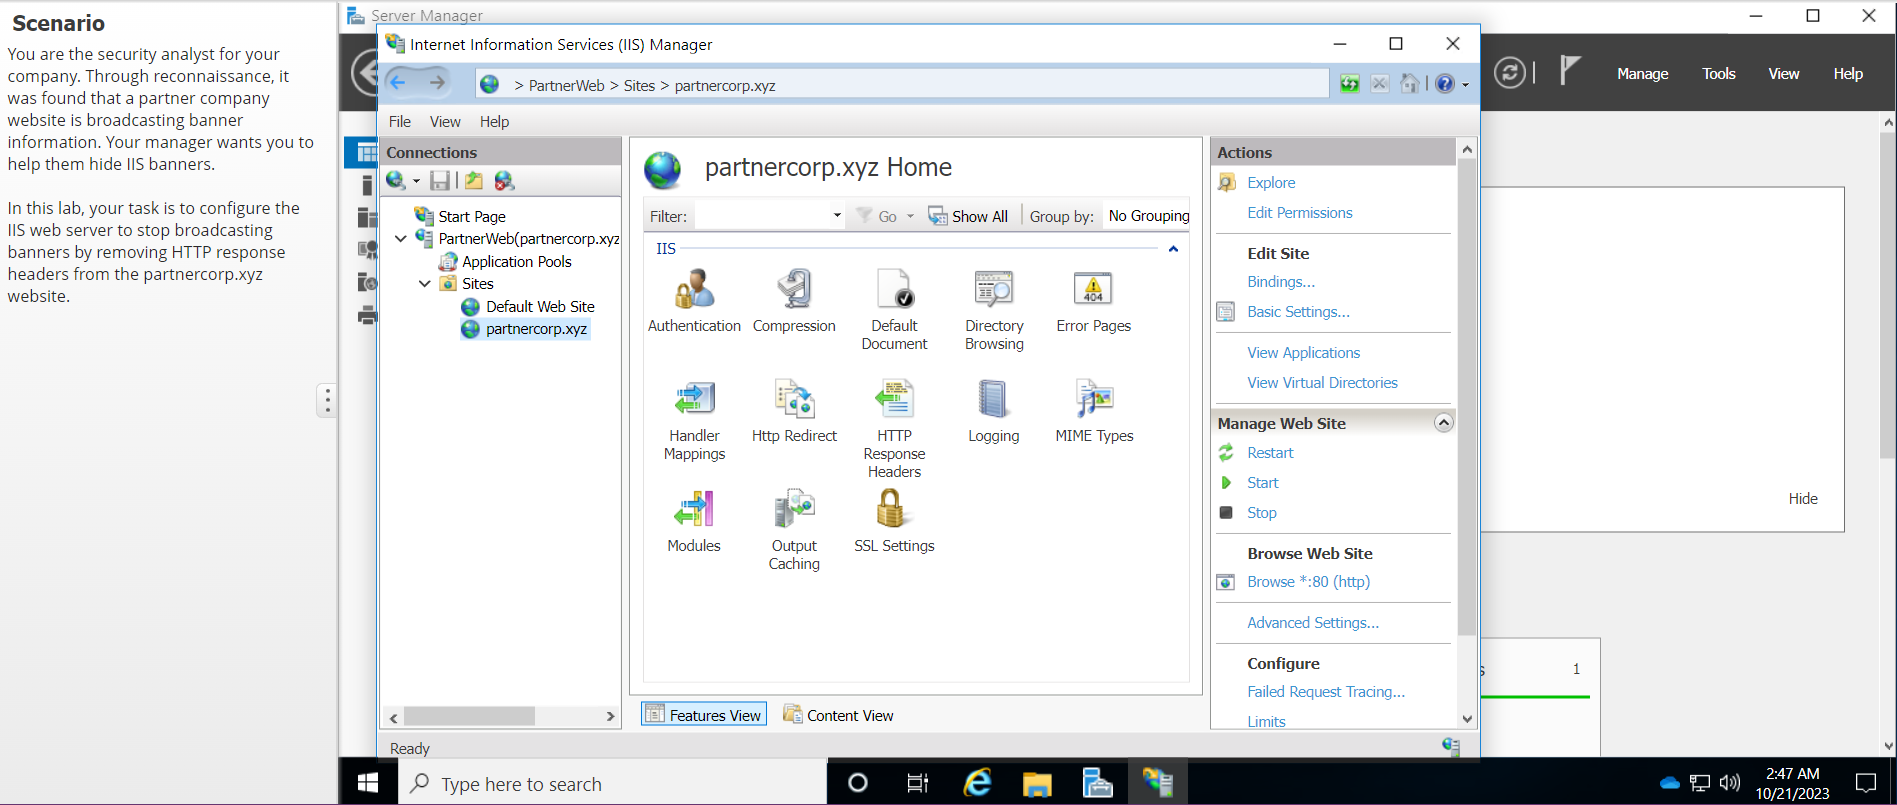 Scenario
You are the security analyst for your
company. Through reconnaissance, it
was found that a partner company
website is broadcasting banner
information. Your manager wants you to
help them hide IIS banners.
In this lab, your task is to configure the
IIS web server to stop broadcasting
banners by removing HTTP response
headers from the partnercorp.xyz
website.
Server Manager
Manage
Tools
View
Help
Internet Information Services (IIS) Manager
> PartnerWeb > Sites > partnercorp.xyz
File
View
Help
Connections
Start Page
PartnerWeb(partnercorp.xyz
Application Pools
Sites
Default Web Site
partnercorp.xyz
partnercorp.xyz Home
Filter:
Go
Show All
Group by:
No Grouping
IIS
Authentication
Compression
Default
Document
Directory
Browsing
404
Error Pages
Handler
Mappings
Http Redirect
HTTP
Response
Headers
Logging
MIME Types
Modules
Output
Caching
SSL Settings
Features View
Content View
Actions
Explore
Edit Permissions
Edit Site
Bindings...
Basic Settings...
View Applications
View Virtual Directories
Manage Web Site
Restart
Start
Stop
Browse Web Site
Browse *:80 (http)
Advanced Settings...
Configure
Failed Request Tracing...
Limits
Ready
Hide
s
1
Type here to search
2:47 AM
10/21/2023